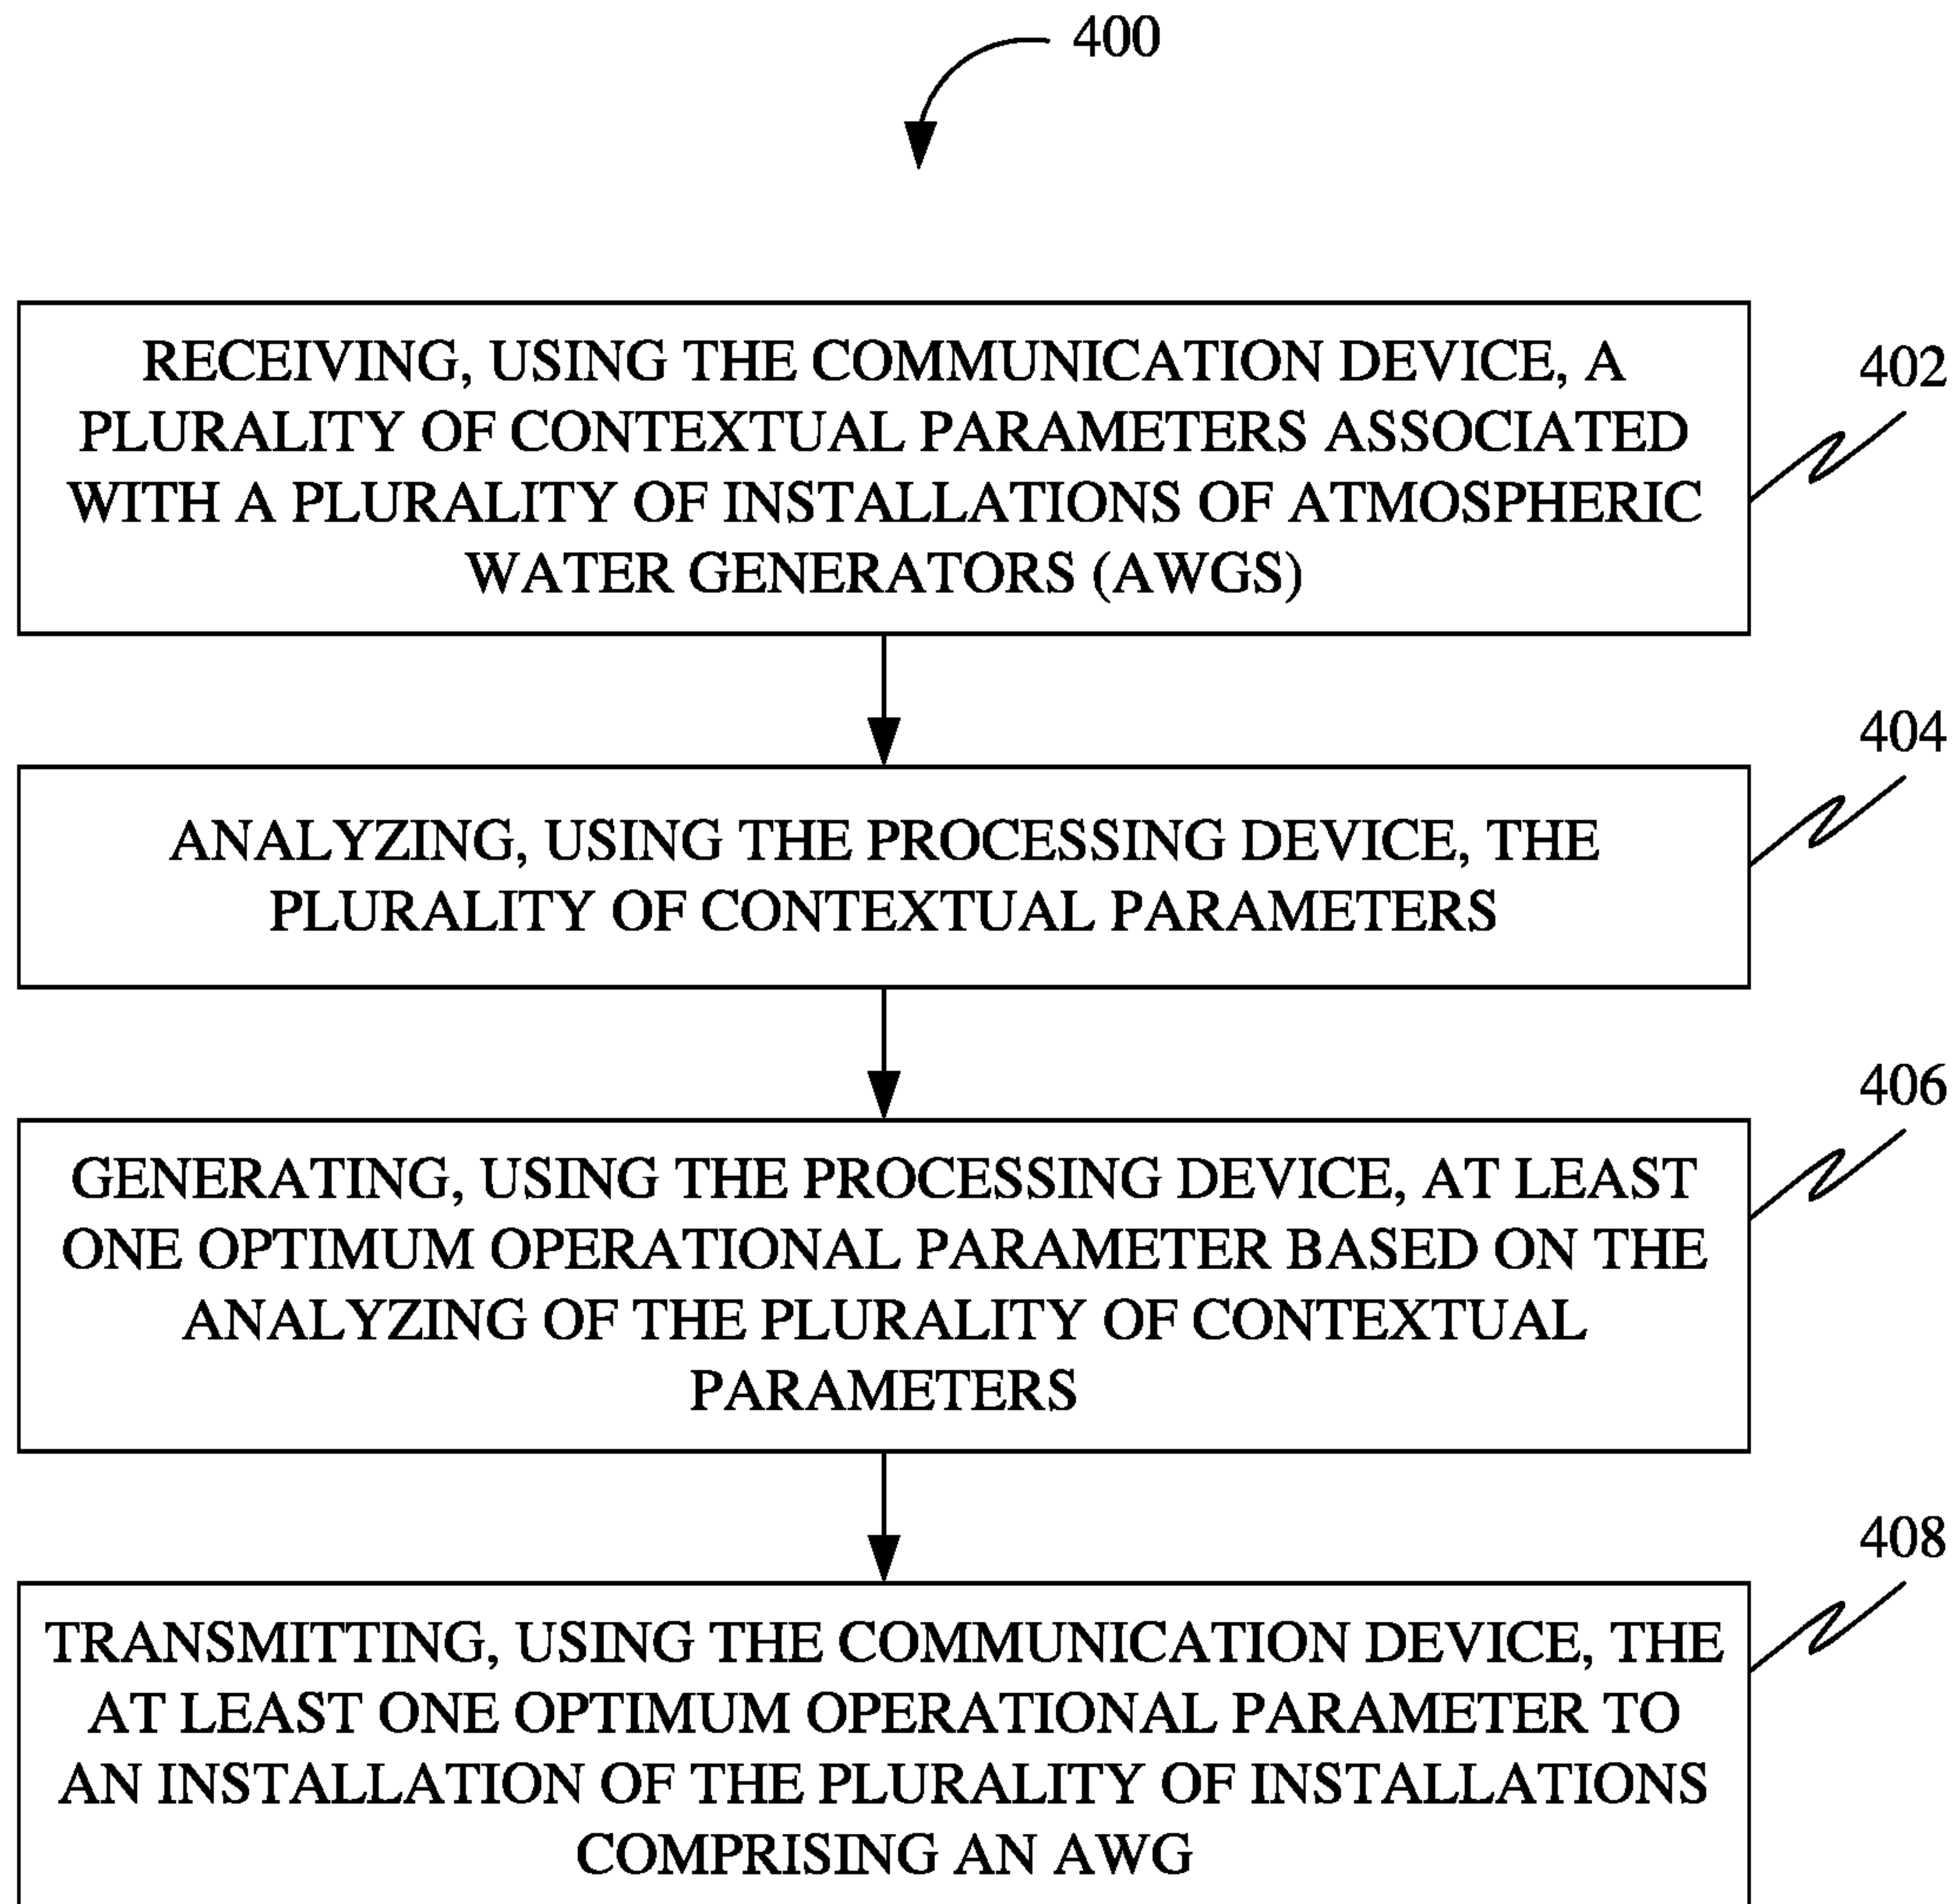 400
RECEIVING, USING THE COMMUNICATION DEVICE, A
PLURALITY OF CONTEXTUAL PARAMETERS ASSOCIATED
WITH A PLURALITY OF INSTALLATIONS OF ATMOSPHERIC
WATER GENERATORS (AWGS)
402
404
ANALYZING, USING THE PROCESSING DEVICE, THE
PLURALITY OF CONTEXTUAL PARAMETERS
406
GENERATING, USING THE PROCESSING DEVICE, AT LEAST
ONE OPTIMUM OPERATIONAL PARAMETER BASED ON THE
ANALYZING OF THE PLURALITY OF CONTEXTUAL
PARAMETERS
408
TRANSMITTING, USING THE COMMUNICATION DEVICE, THE
AT LEAST ONE OPTIMUM OPERATIONAL PARAMETER TO
AN INSTALLATION OF THE PLURALITY OF INSTALLATIONS
COMPRISING AN AWG